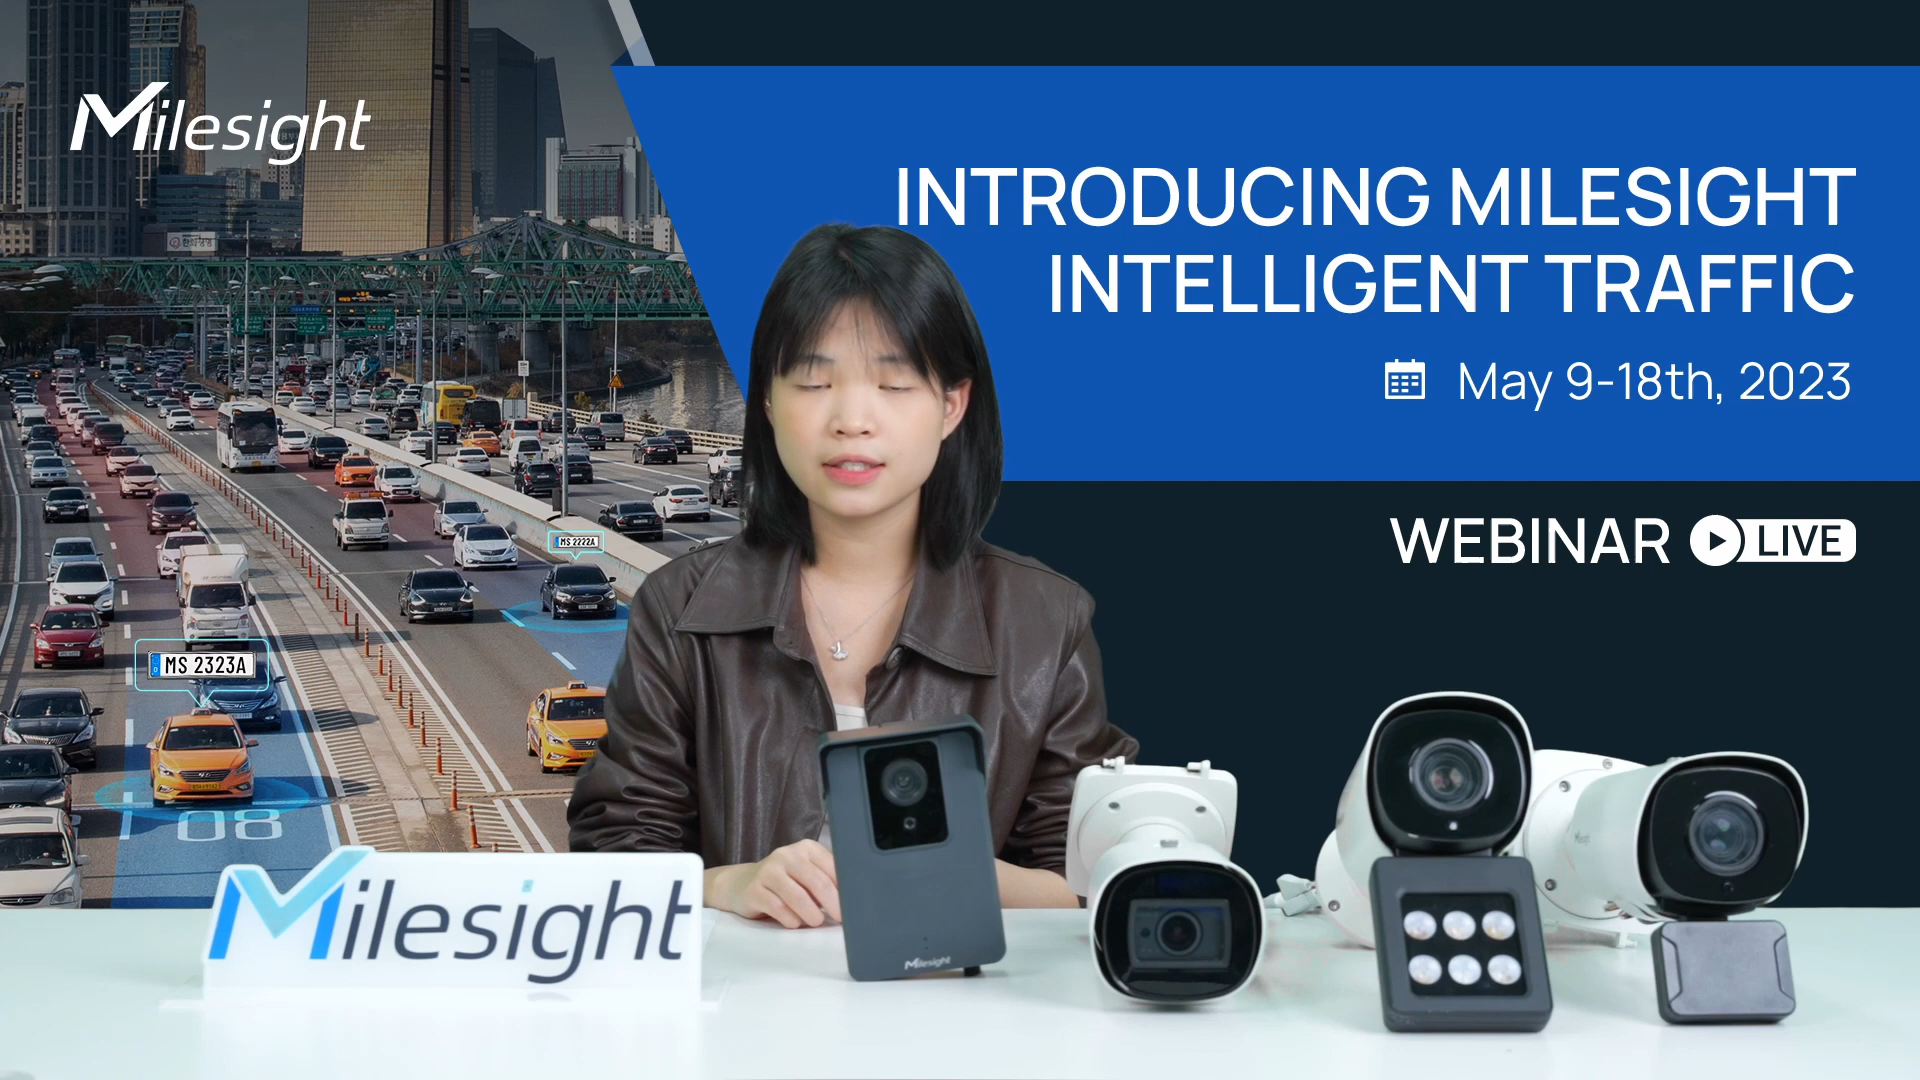 Milesight
INTRODUCING MILESIGHT
INTELLIGENT TRAFFIC
May 9-18th, 2023
WEBINAR LIVE
MS 2222A
MS 2323A
08
Milesight
Milesight